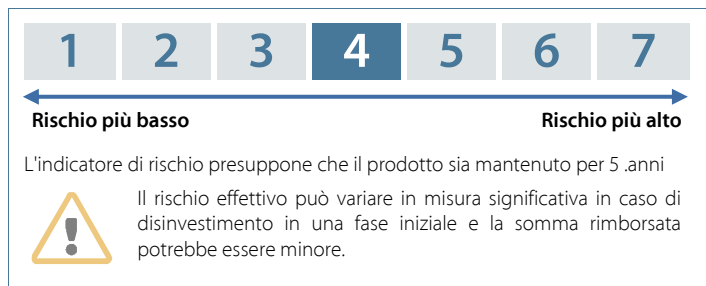 1 2 3 4 5 6 7
Rischio più basso Rischio più alto
L'indicatore di rischio presuppone che il prodotto sia mantenuto per 5 .anni
Il rischio effettivo può variare in misura significativa in caso di
disinvestimento in una fase iniziale e la somma rimborsata
potrebbe essere minore.